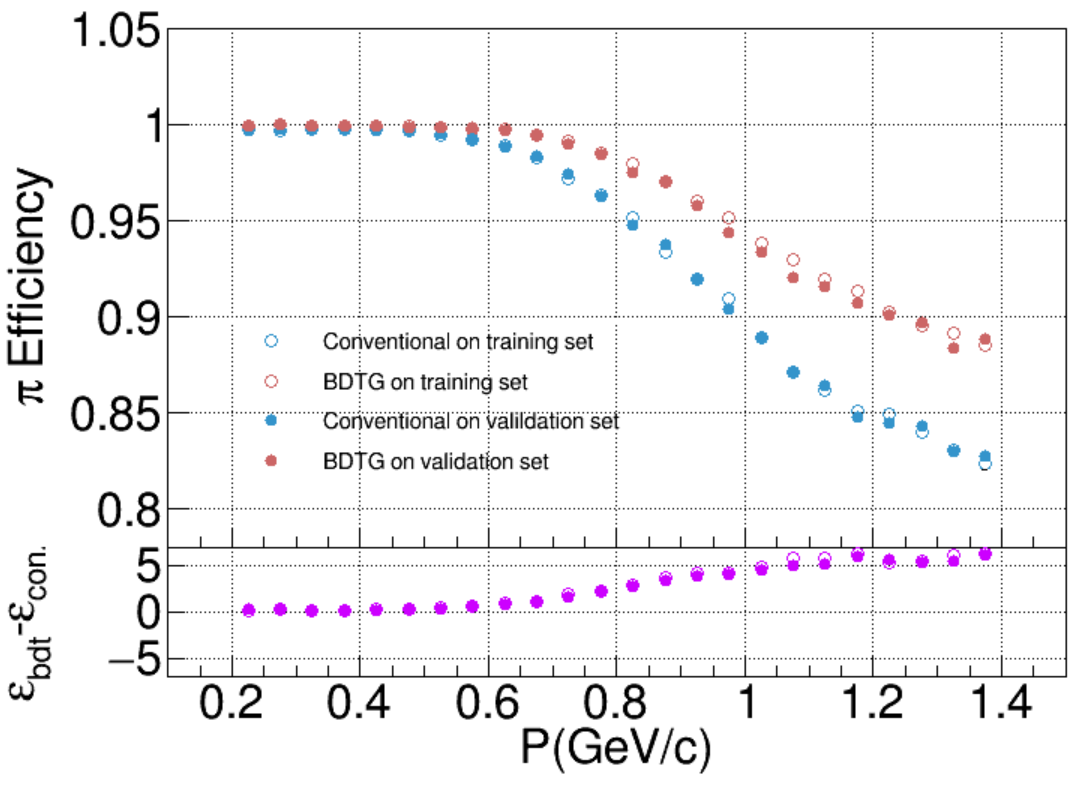 1.05
1
0.95
0.9
0.85
0.8
π Efficiency
Conventional on training set
BDTG on training set
Conventional on valildation set
BDTG on validation set
5
0
−5
εbdt-εcon.
0.2 0.4 0.6 0.8 1 1.2 1.4
P(GeV/c)